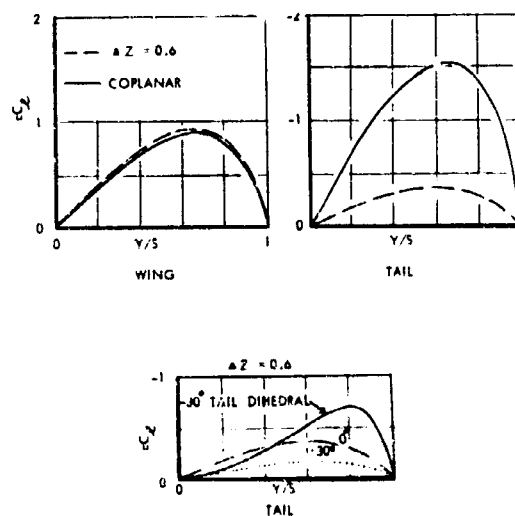 2
-2
ΔZ = 0.6
COPLANAR
cCℓ
1
-1
0
0
0
Y/S
1
Y/S
WING
TAIL
ΔZ = 0.6
-1
-30° TAIL DIHEDRAL
0°
30°
cCℓ
0
0
Y/S
TAIL